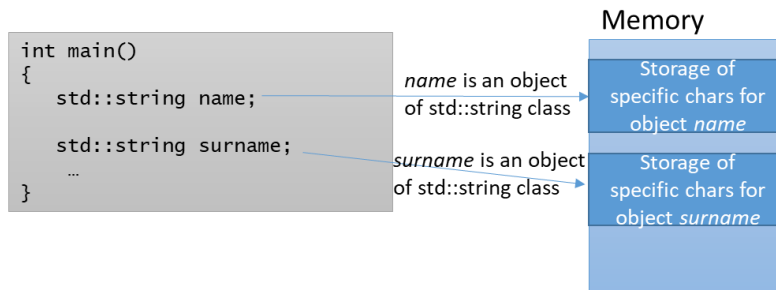 Memory
int main()
{
std::string name;
std::string surname;
…
}
name is an object
of std::string class
surname is an object
of std::string class
Storage of
specific chars for
object name
Storage of
specific chars for
object surname